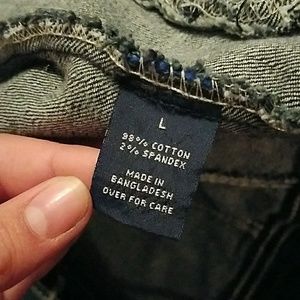 L
98% COTTON
2% SPANDEX
MADE IN
BANGLADESH
OVER FOR CARE